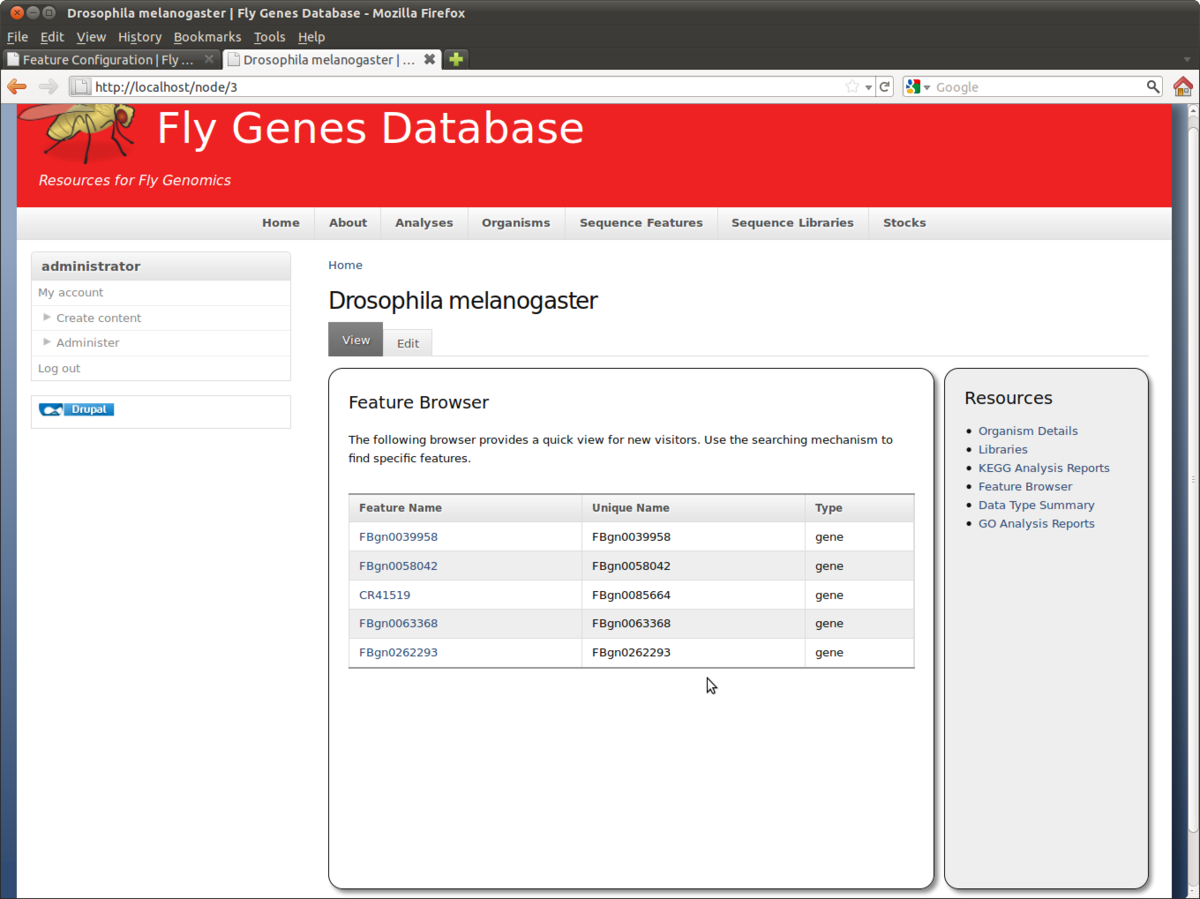 Drosophila melanogaster | Fly Genes Database - Mozilla Firefox
File Edit View History Bookmarks Tools Help
Feature Configuration | Fly ... Drosophila melanogaster | ...
http://localhost/node/3 Google
Fly Genes Database
Resources for Fly Genomics
Home About Analyses Organisms Sequence Features Sequence Libraries Stocks
administrator
My account
Create content
Administer
Log out
Drupal
Home
Drosophila melanogaster
View Edit
Feature Browser
The following browser provides a quick view for new visitors. Use the searching mechanism to
find specific features.
Feature Name Unique Name Type
FBgn0039958 FBgn0039958 gene
FBgn0058042 FBgn0058042 gene
CR41519 FBgn0085664 gene
FBgn0063368 FBgn0063368 gene
FBgn0262293 FBgn0262293 gene
Resources
Organism Details
Libraries
KEGG Analysis Reports
Feature Browser
Data Type Summary
GO Analysis Reports